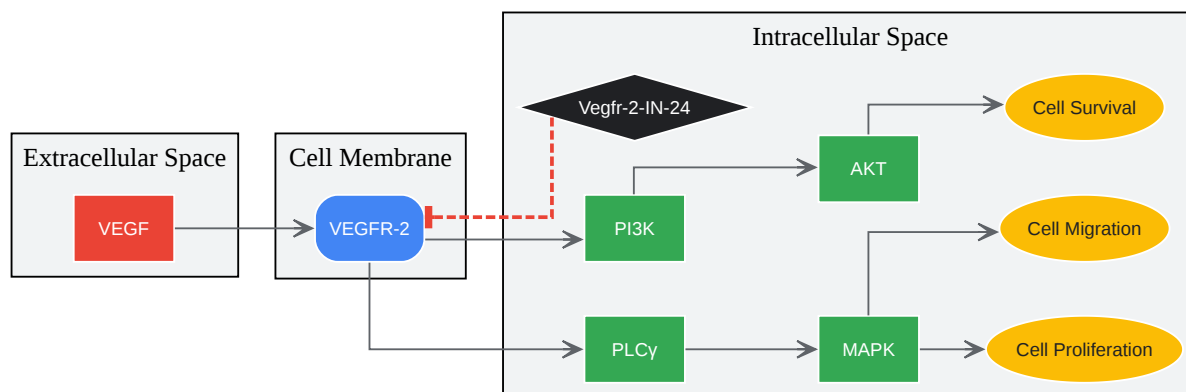 Intracellular Space
Vegfr-2-IN-24
Cell Survival
Extracellular Space
Cell Membrane
AKT
VEGF
VEGFR-2
PI3K
Cell Migration
PLCγ
MAPK
Cell Proliferation